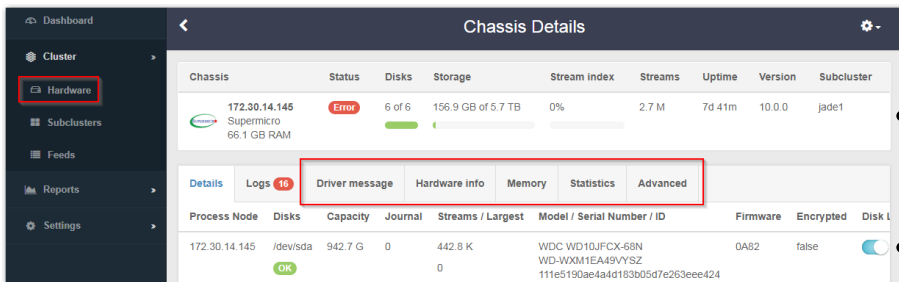 Dashboard
Chassis Details
Cluster
Hardware
Subclusters
Feeds
Reports
Settings
Chassis Status Disks Storage Stream index Streams Uptime Version Subcluster
172.30.14.145 Error 6 of 6 156.9 GB of 5.7 TB 0% 2.7 M 7d 41m 10.0.0 jade1
Supermicro
66.1 GB RAM
Details Logs 16 Driver message Hardware info Memory Statistics Advanced
Process Node Disks Capacity Journal Streams / Largest Model / Serial Number / ID Firmware Encrypted Disk L
172.30.14.145 /dev/sda 942.7 G 0 442.8 K WDC WD10JFCX-68N 0A82 false
OK 0 WD-WXM1EA49VYSZ
111e5190ae4a4d183b05d7e263eee424